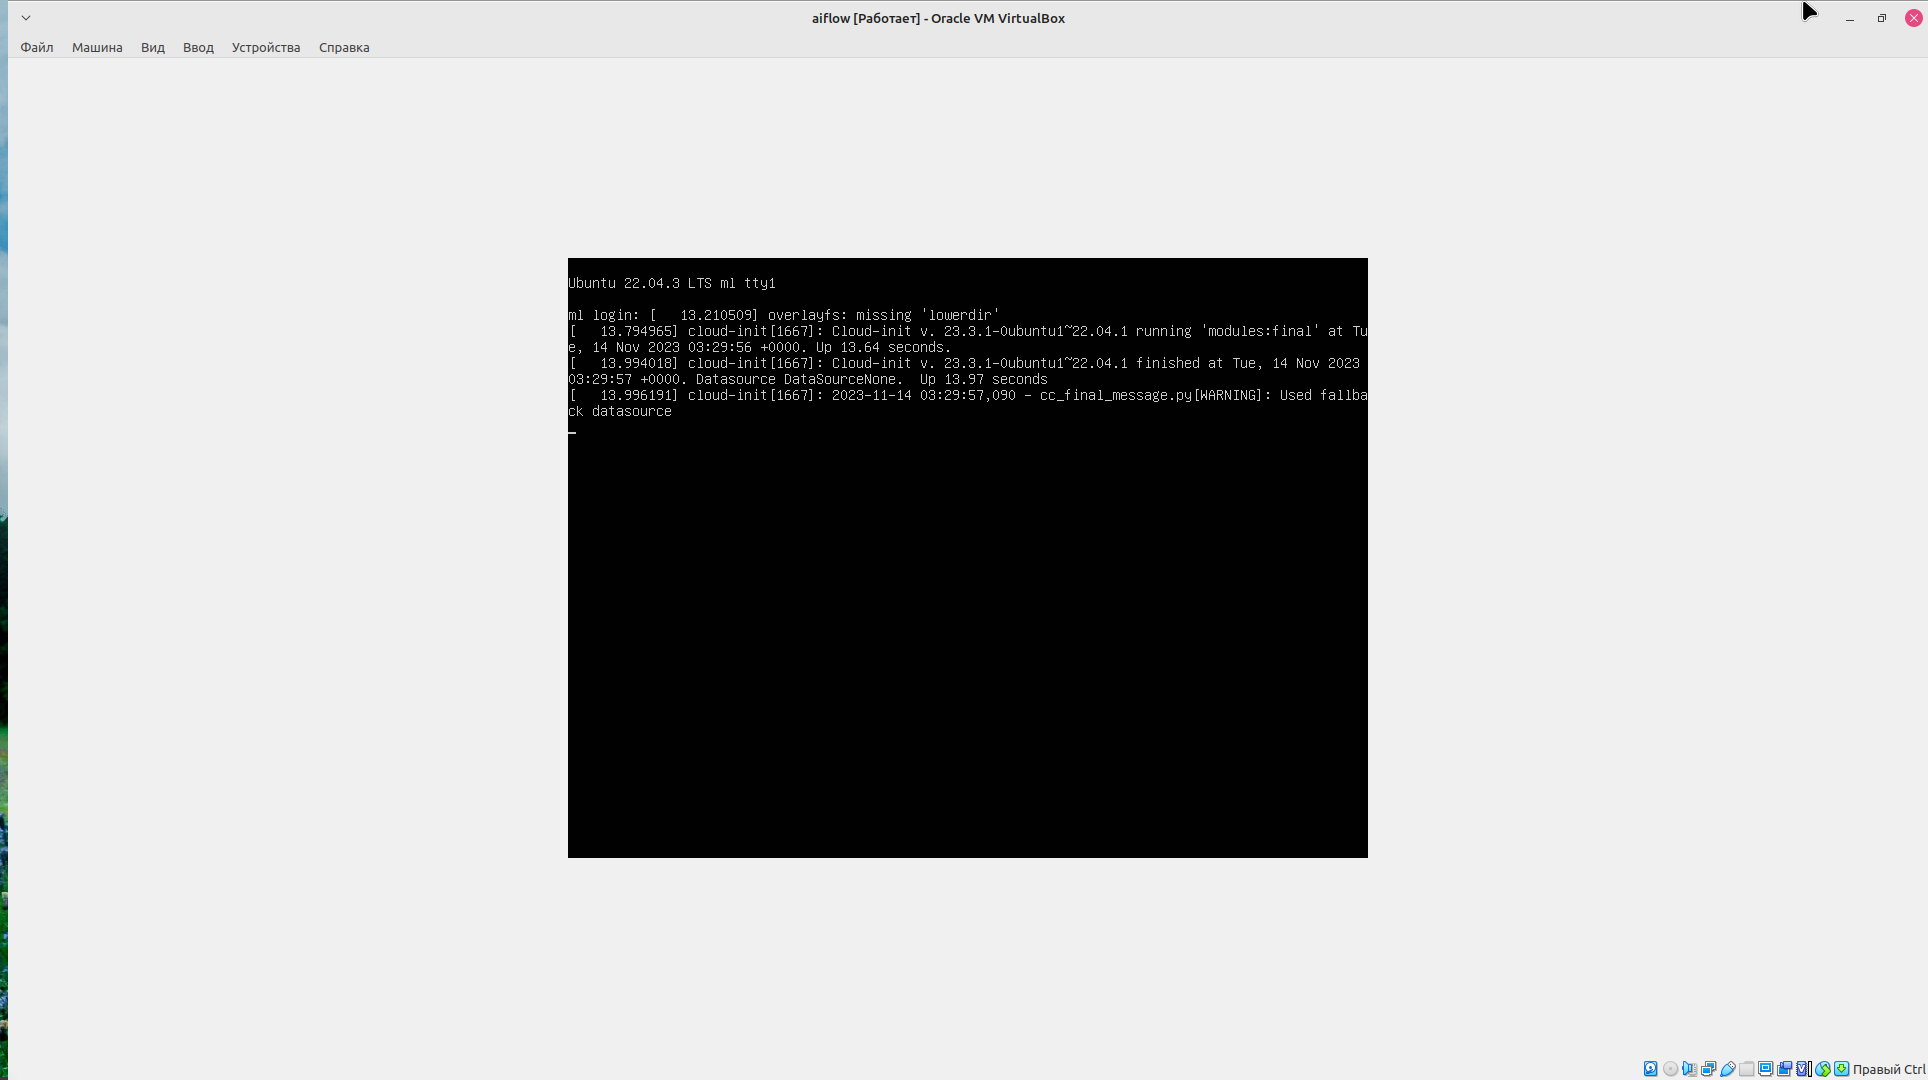 aiflow [Работает] - Oracle VM VirtualBox
Файл Машина Вид Ввод Устройства Справка
Ubuntu 22.04.3 LTS ml tty1
ml login: [   13.210509] overlayfs: missing 'lowerdir'
[   13.794965] cloud-init[1667]: Cloud-init v. 23.3.1-0ubuntu1~22.04.1 running 'modules:final' at Tu
e, 14 Nov 2023 03:29:56 +0000. Up 13.64 seconds.
[   13.994018] cloud-init[1667]: Cloud-init v. 23.3.1-0ubuntu1~22.04.1 finished at Tue, 14 Nov 2023
03:29:57 +0000. Datasource DataSourceNone.  Up 13.97 seconds
[   13.996191] cloud-init[1667]: 2023-11-14 03:29:57,090 - cc_final_message.py[WARNING]: Used fallba
ck datasource
Правый Ctrl